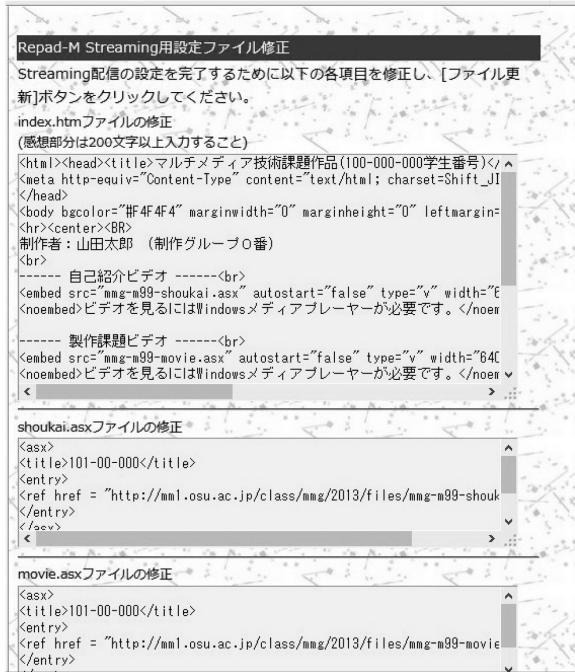 Repad-M Streaming用設定ファイル修正
Streaming配信の設定を完了するために以下の各項目を修正し、[ファイル更
新]ボタンをクリックしてください。
index.htmファイルの修正
(感想部分は200文字以上入力すること)
<html><head><title>マルチメディア技術課題作品(100-000-000学生番号)</
<meta http-equiv="Content-Type" content="text/html; charset=Shift_JI
</head>
<body bgcolor="#F4F4F4" marginwidth="0" marginheight="0" leftmargin=
<hr><center><BR>
制作者：山田太郎　（制作グループ０番）
<br>
------ 自己紹介ビデオ ------<br>
<embed src="mmg-m99-shoukai.asx" autostart="false" type="v" width="6
<noembed>ビデオを見るにはWindowsメディアプレーヤーが必要です。</noem
------ 製作課題ビデオ ------<br>
<embed src="mmg-m99-movie.asx" autostart="false" type="v" width="640
<noembed>ビデオを見るにはWindowsメディアプレーヤーが必要です。</noem
shoukai.asxファイルの修正
<asx>
<title>101-00-000</title>
<entry>
<ref href = "http://mm1.osu.ac.jp/class/mmg/2013/files/mmg-m99-shouk
</entry>
</asx>
movie.asxファイルの修正
<asx>
<title>101-00-000</title>
<entry>
<ref href = "http://mm1.osu.ac.jp/class/mmg/2013/files/mmg-m99-movie
</entry>